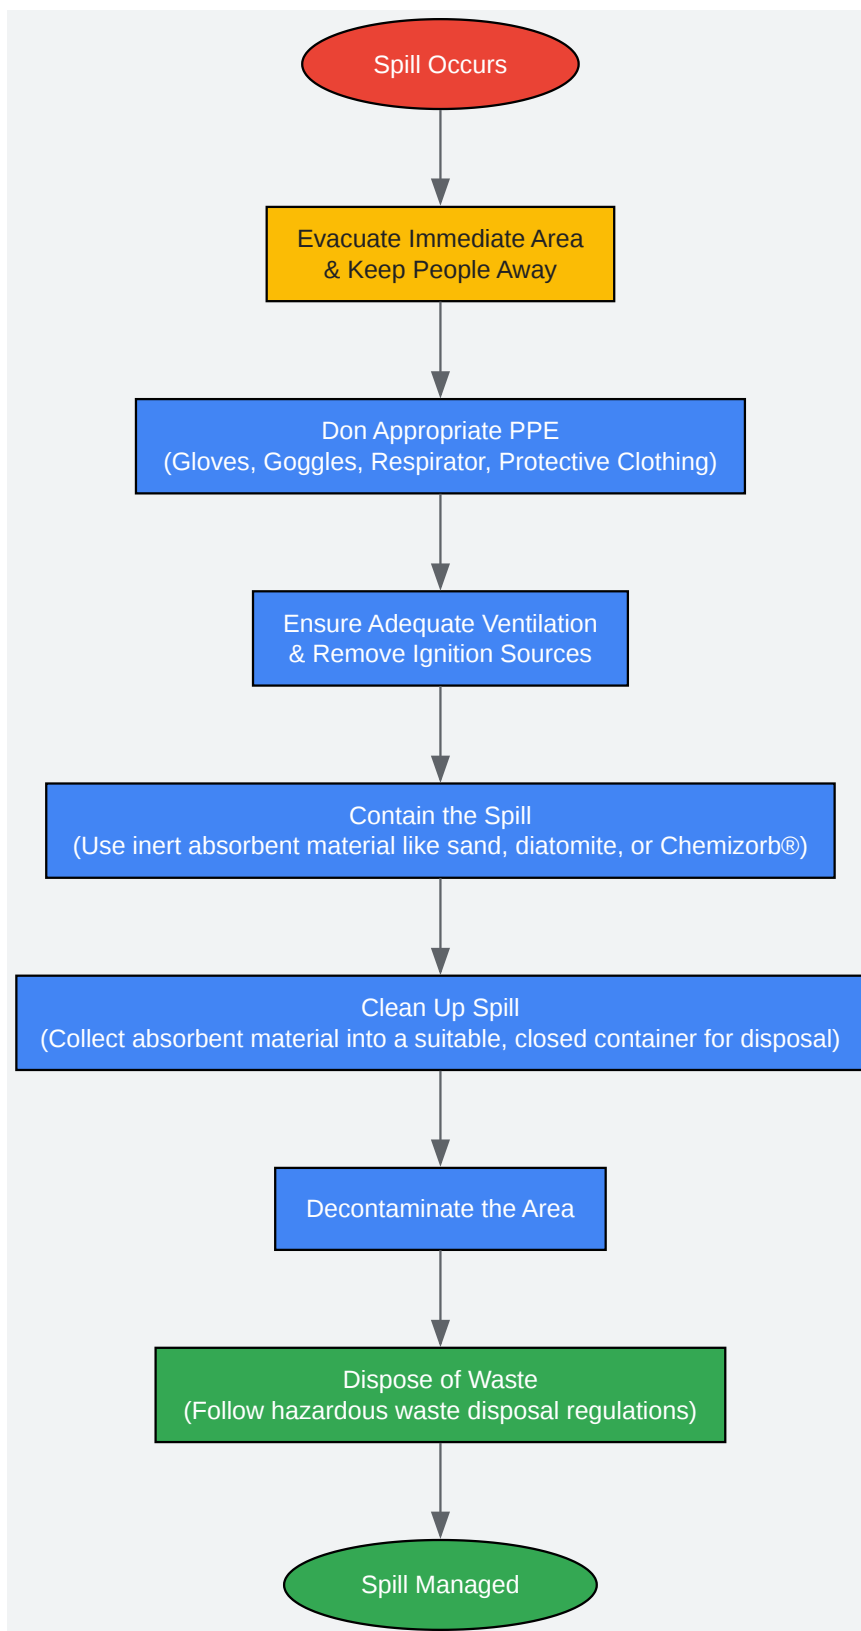 Spill Occurs
Evacuate Immediate Area
& Keep People Away
Don Appropriate PPE
(Gloves, Goggles, Respirator, Protective Clothing)
Ensure Adequate Ventilation
& Remove Ignition Sources
Contain the Spill
(Use inert absorbent material like sand, diatomite, or Chemizorb®)
Clean Up Spill
(Collect absorbent material into a suitable, closed container for disposal)
Decontaminate the Area
Dispose of Waste
(Follow hazardous waste disposal regulations)
Spill Managed